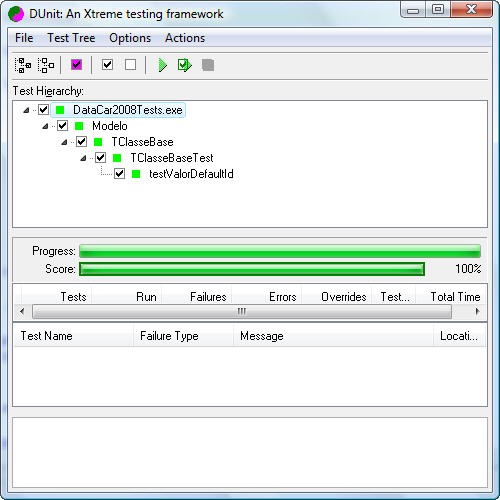 DUnit: An Xtreme testing framework
File Test Tree Options Actions
Test Hierarchy:
DataCar2008Tests.exe
Modelo
TClasseBase
TClasseBaseTest
testValorDefaultId
Progress:
Score: 100%
Tests Run Failures Errors Overrides Test... Total Time
Test Name Failure Type Message Locati...